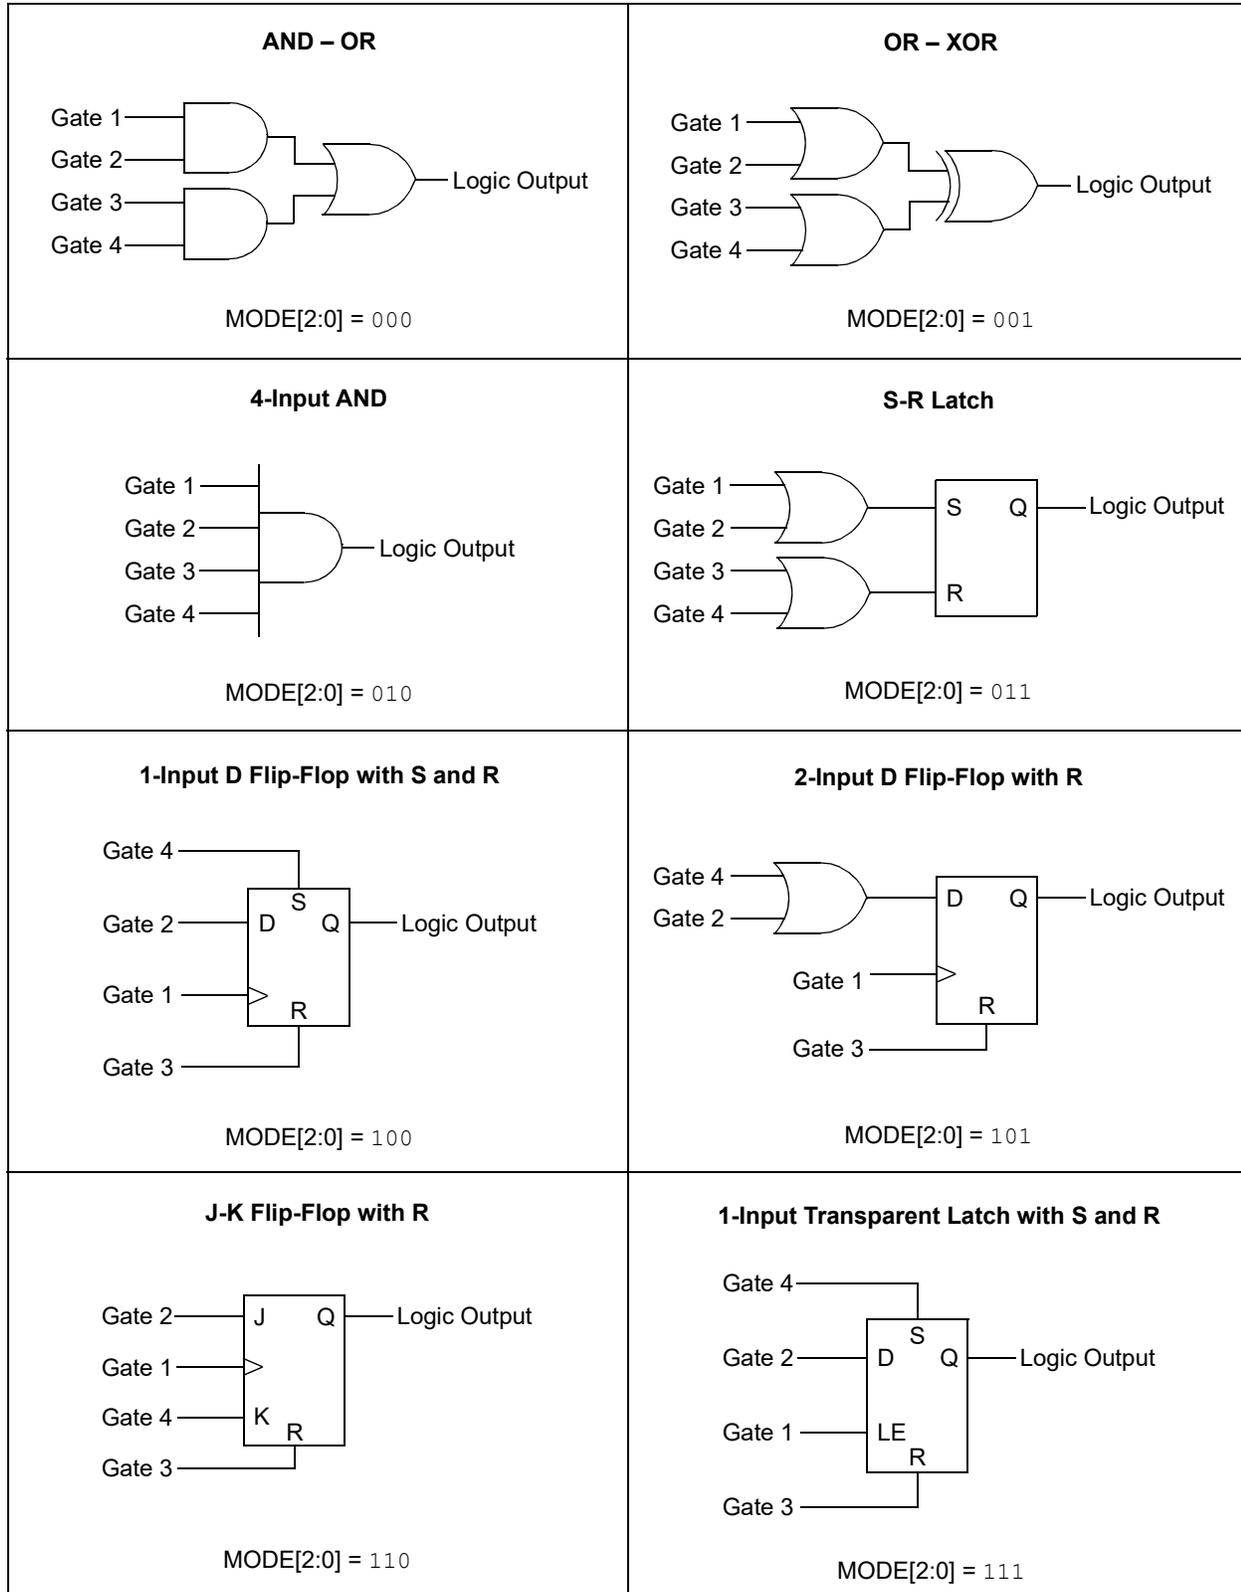 AND – OR
Gate 1
Gate 2
Gate 3
Gate 4
Logic Output
MODE[2:0] = 000
OR – XOR
Gate 1
Gate 2
Gate 3
Gate 4
Logic Output
MODE[2:0] = 001
4-Input AND
Gate 1
Gate 2
Gate 3
Gate 4
Logic Output
MODE[2:0] = 010
S-R Latch
Gate 1
Gate 2
Gate 3
Gate 4
S Q
R
Logic Output
MODE[2:0] = 011
1-Input D Flip-Flop with S and R
Gate 4
S
Gate 2
D Q
Logic Output
Gate 1
R
Gate 3
MODE[2:0] = 100
2-Input D Flip-Flop with R
Gate 4
Gate 2
D Q
Logic Output
Gate 1
R
Gate 3
MODE[2:0] = 101
J-K Flip-Flop with R
Gate 2
J Q
Logic Output
Gate 1
Gate 4
K
R
Gate 3
MODE[2:0] = 110
1-Input Transparent Latch with S and R
Gate 4
S
Gate 2
D Q
Logic Output
Gate 1
LE
R
Gate 3
MODE[2:0] = 111